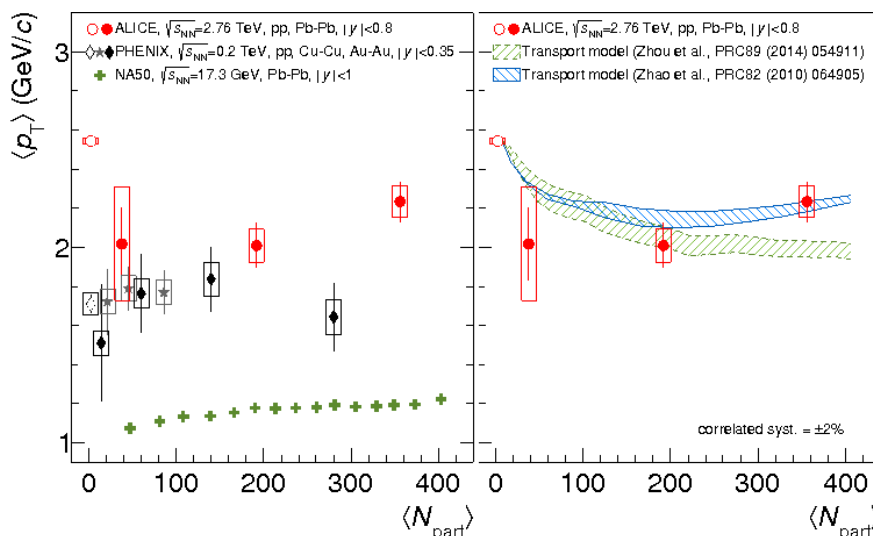 ALICE, √sNN=2.76 TeV, pp, Pb-Pb, |y|<0.8
PHENIX, √sNN=0.2 TeV, pp, Cu-Cu, Au-Au, |y|<0.35
NA50, √sNN=17.3 GeV, Pb-Pb, |y|<1
ALICE, √sNN=2.76 TeV, pp, Pb-Pb, |y|<0.8
Transport model (Zhou et al., PRC89 (2014) 054911)
Transport model (Zhao et al., PRC82 (2010) 064905)
⟨pT⟩ (GeV/c)
3
2
1
correlated syst. = ±2%
0 100 200 300 400
0 100 200 300 400
⟨Npart⟩
⟨Npart⟩